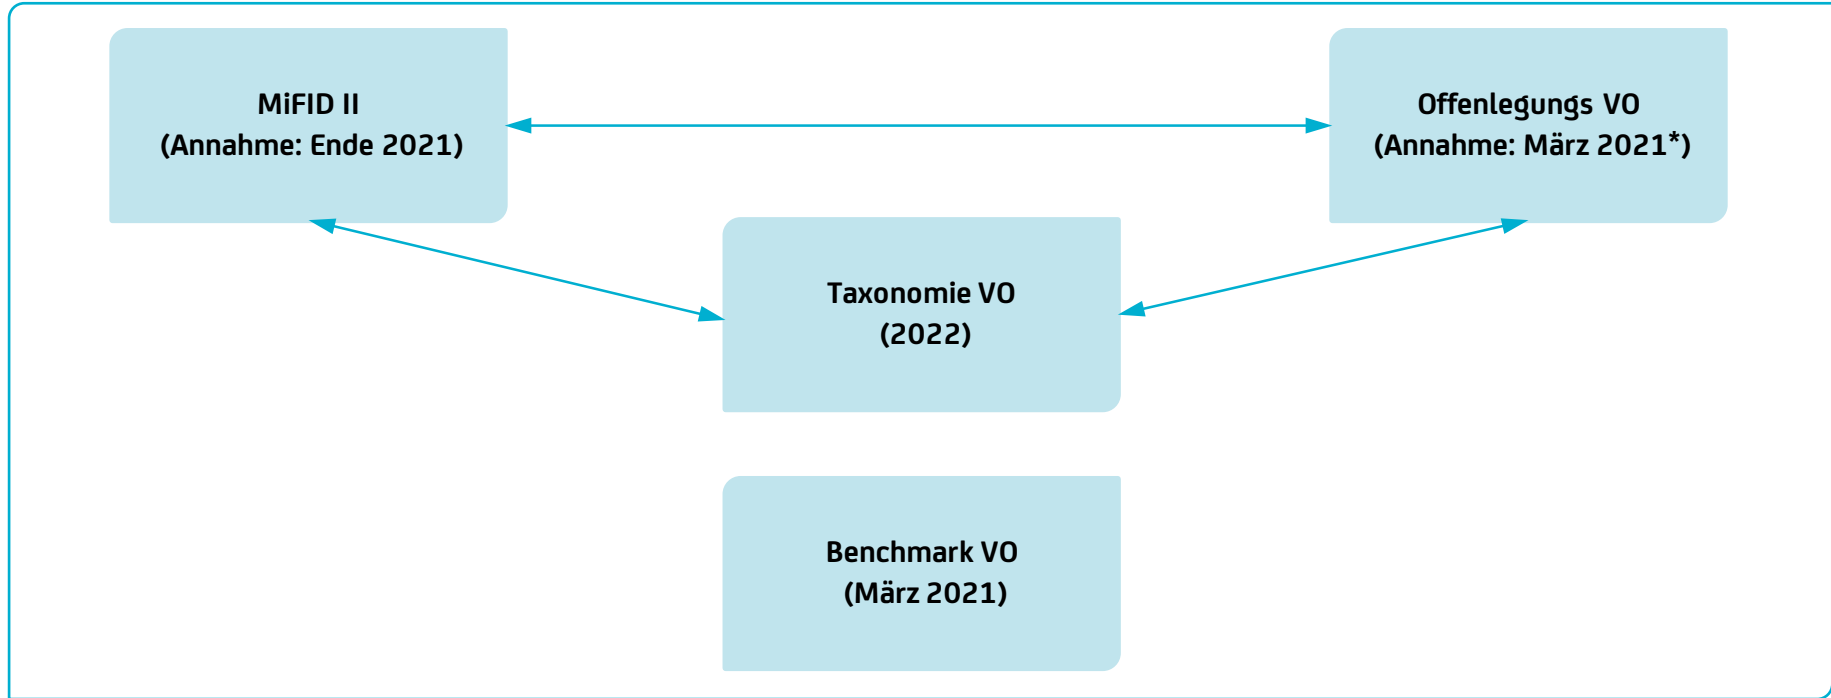 MiFID II
(Annahme: Ende 2021)
Offenlegungs VO
(Annahme: März 2021*)
Taxonomie VO
(2022)
Benchmark VO
(März 2021)